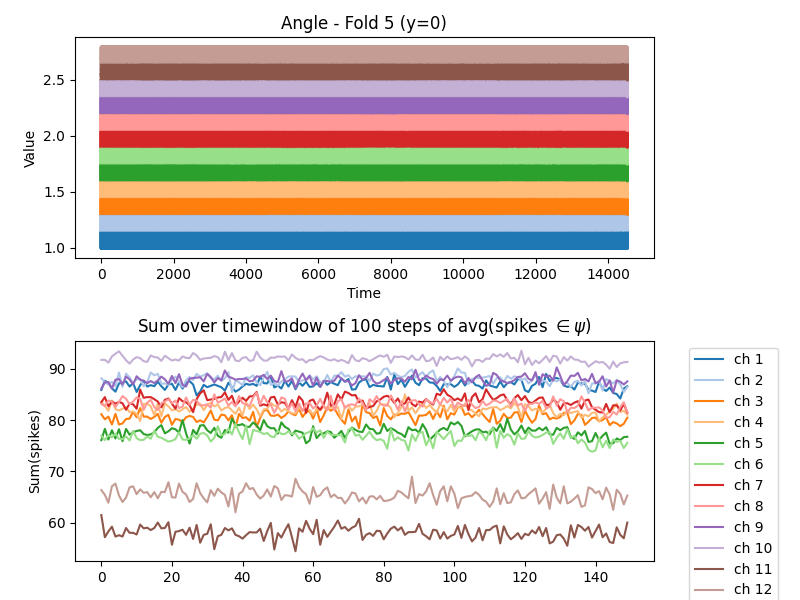 Angle - Fold 5 (y=0)
Value
2.5
2.0
1.5
1.0
0 2000 4000 6000 8000 10000 12000 14000
Time
Sum over timewindow of 100 steps of avg(spikes ∈ ψ)
Sum(spikes)
90
80
70
60
0 20 40 60 80 100 120 140
ch 1
ch 2
ch 3
ch 4
ch 5
ch 6
ch 7
ch 8
ch 9
ch 10
ch 11
ch 12